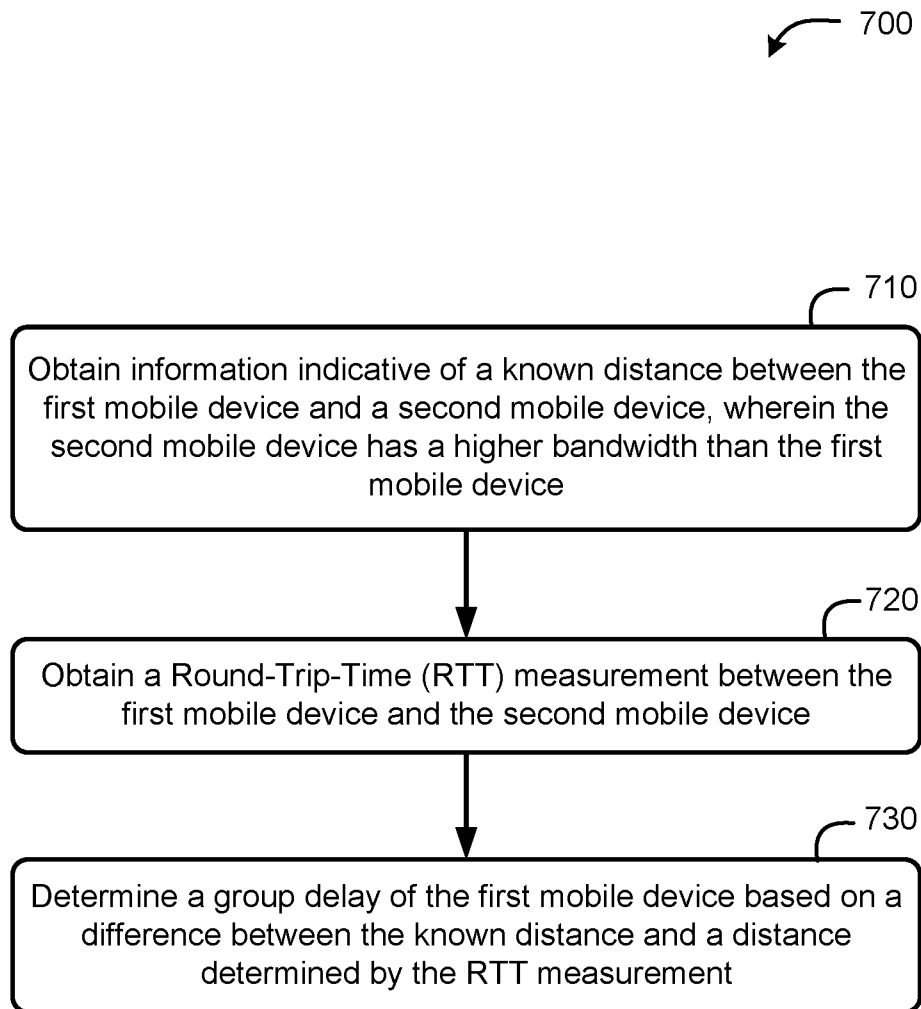 700
710
Obtain information indicative of a known distance between the
first mobile device and a second mobile device, wherein the
second mobile device has a higher bandwidth than the first
mobile device
720
Obtain a Round-Trip-Time (RTT) measurement between the
first mobile device and the second mobile device
730
Determine a group delay of the first mobile device based on a
difference between the known distance and a distance
determined by the RTT measurement